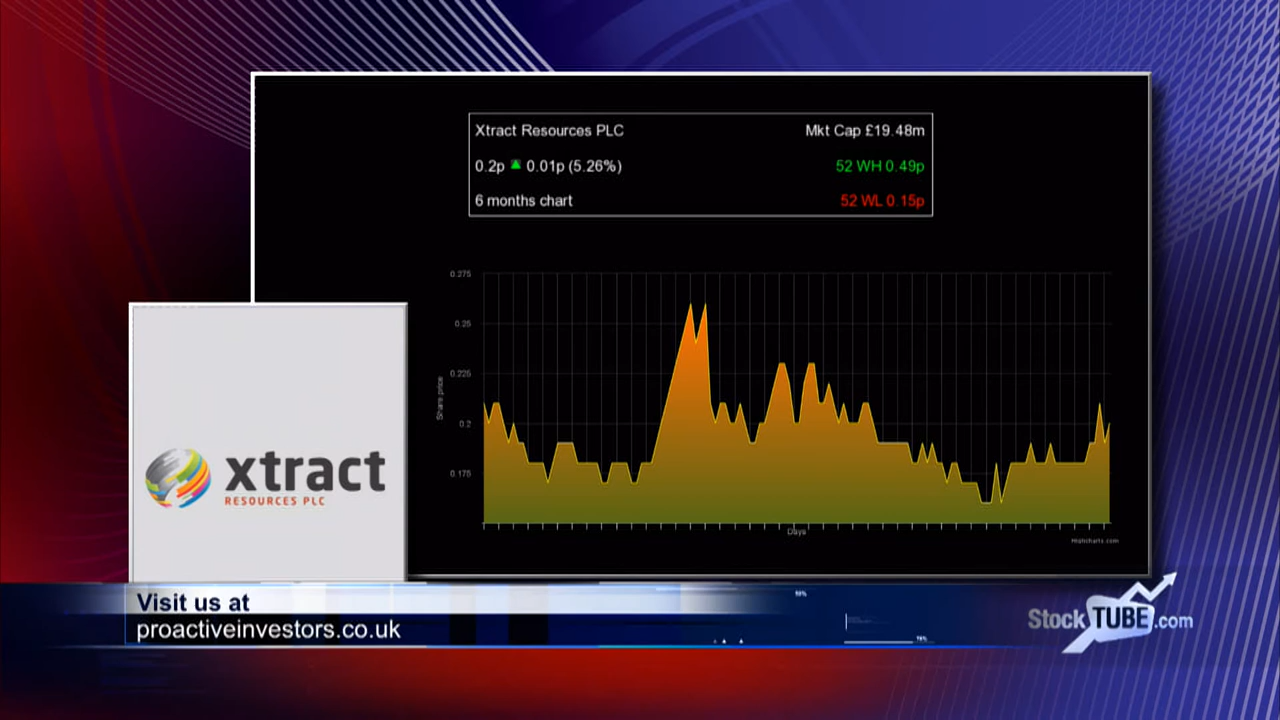 Xtract Resources PLC Mkt Cap £19.48m
0.2p 0.01p (5.26%) 52 WH 0.49p
6 months chart 52 WL 0.15p
0.275
0.25
0.225
0.2
0.175
Share price
Days
Highcharts.com
xtract
RESOURCES PLC
Visit us at
proactiveinvestors.co.uk
StockTUBE.com